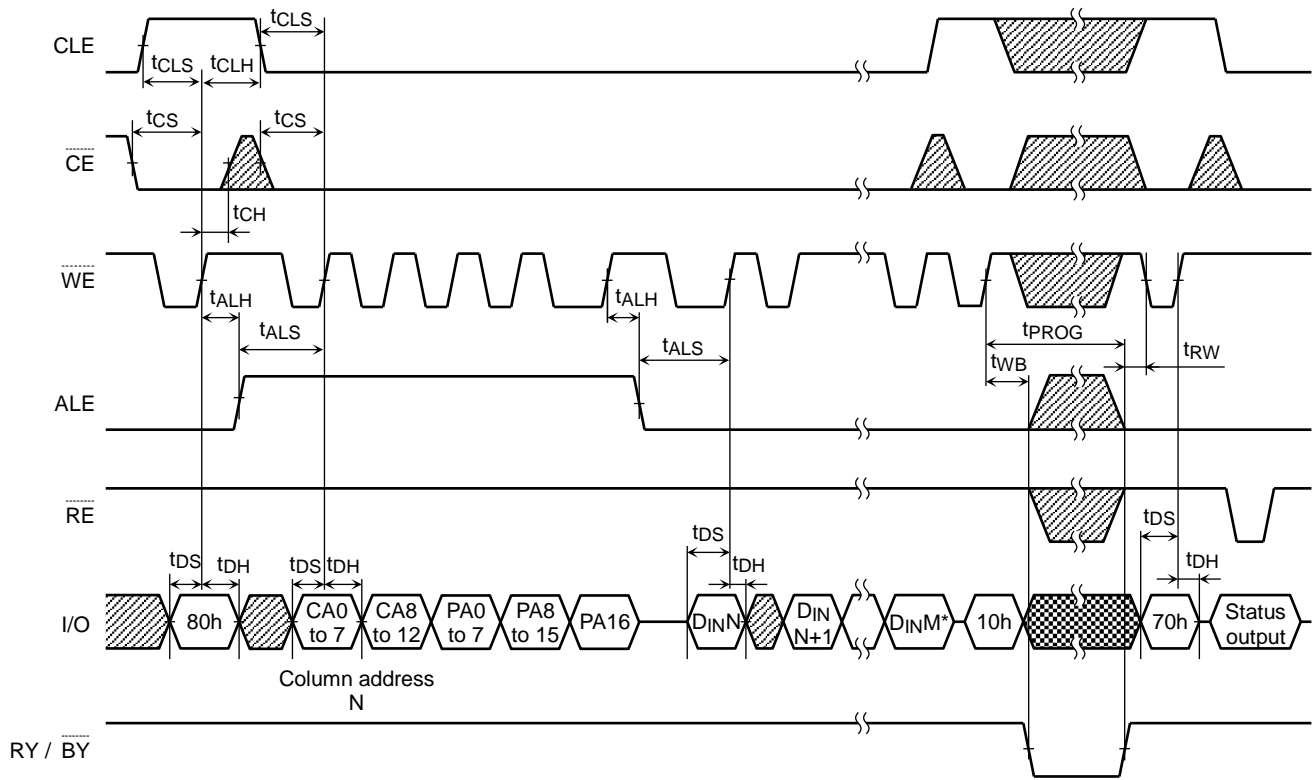 tCLS
CLE
tCLS tCLH
tCS tCS
CE
tCH
WE
tALH tALH
tALS tALS
tPROG
tRW
tWB
ALE
RE
tDS tDH tDS tDH tDS tDH tDS tDH
I/O
80h
CA0 to 7
CA8 to 12
PA0 to 7
PA8 to 15
PA16
DINN
DIN N+1
DINM*
10h
70h
Status output
Column address
N
RY / BY